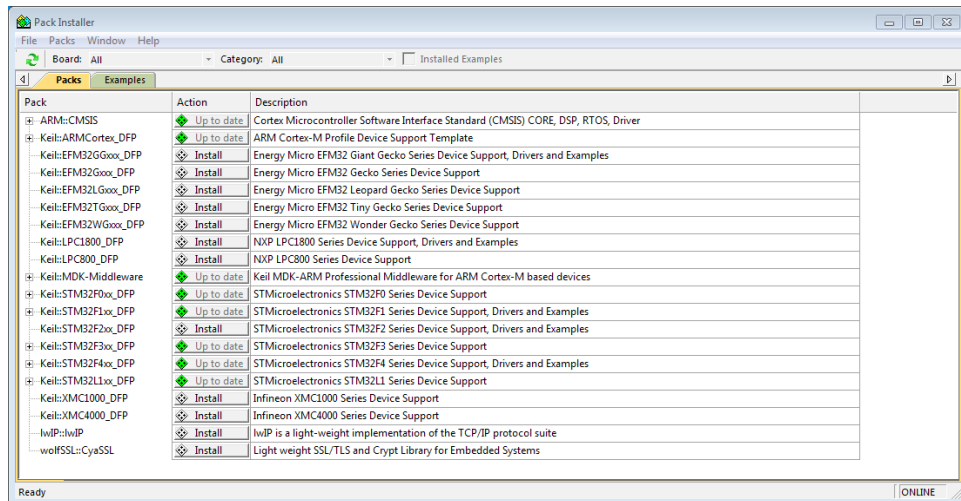 Pack Installer
File Packs Window Help
Board: All Category: All Installed Examples
Packs Examples
Pack Action Description
ARM::CMSIS Up to date Cortex Microcontroller Software Interface Standard (CMSIS) CORE, DSP, RTOS, Driver
Keil::ARMCortex_DFP Up to date ARM Cortex-M Profile Device Support Template
Keil::EFM32GGxxx_DFP Install Energy Micro EFM32 Giant Gecko Series Device Support, Drivers and Examples
Keil::EFM32Gxxx_DFP Install Energy Micro EFM32 Gecko Series Device Support
Keil::EFM32LGxxx_DFP Install Energy Micro EFM32 Leopard Gecko Series Device Support
Keil::EFM32TGxxx_DFP Install Energy Micro EFM32 Tiny Gecko Series Device Support
Keil::EFM32WGxxx_DFP Install Energy Micro EFM32 Wonder Gecko Series Device Support
Keil::LPC1800_DFP Install NXP LPC1800 Series Device Support, Drivers and Examples
Keil::LPC800_DFP Install NXP LPC800 Series Device Support
Keil::MDK-Middleware Up to date Keil MDK-ARM Professional Middleware for ARM Cortex-M based devices
Keil::STM32F0xx_DFP Up to date STMicroelectronics STM32F0 Series Device Support
Keil::STM32F1xx_DFP Up to date STMicroelectronics STM32F1 Series Device Support, Drivers and Examples
Keil::STM32F2xx_DFP Install STMicroelectronics STM32F2 Series Device Support, Drivers and Examples
Keil::STM32F3xx_DFP Up to date STMicroelectronics STM32F3 Series Device Support
Keil::STM32F4xx_DFP Up to date STMicroelectronics STM32F4 Series Device Support, Drivers and Examples
Keil::STM32L1xx_DFP Up to date STMicroelectronics STM32L1 Series Device Support
Keil::XMC1000_DFP Install Infineon XMC1000 Series Device Support
Keil::XMC4000_DFP Install Infineon XMC4000 Series Device Support
lwIP::lwIP Install lwIP is a light-weight implementation of the TCP/IP protocol suite
wolfSSL::CyaSSL Install Light weight SSL/TLS and Crypt Library for Embedded Systems
Ready ONLINE